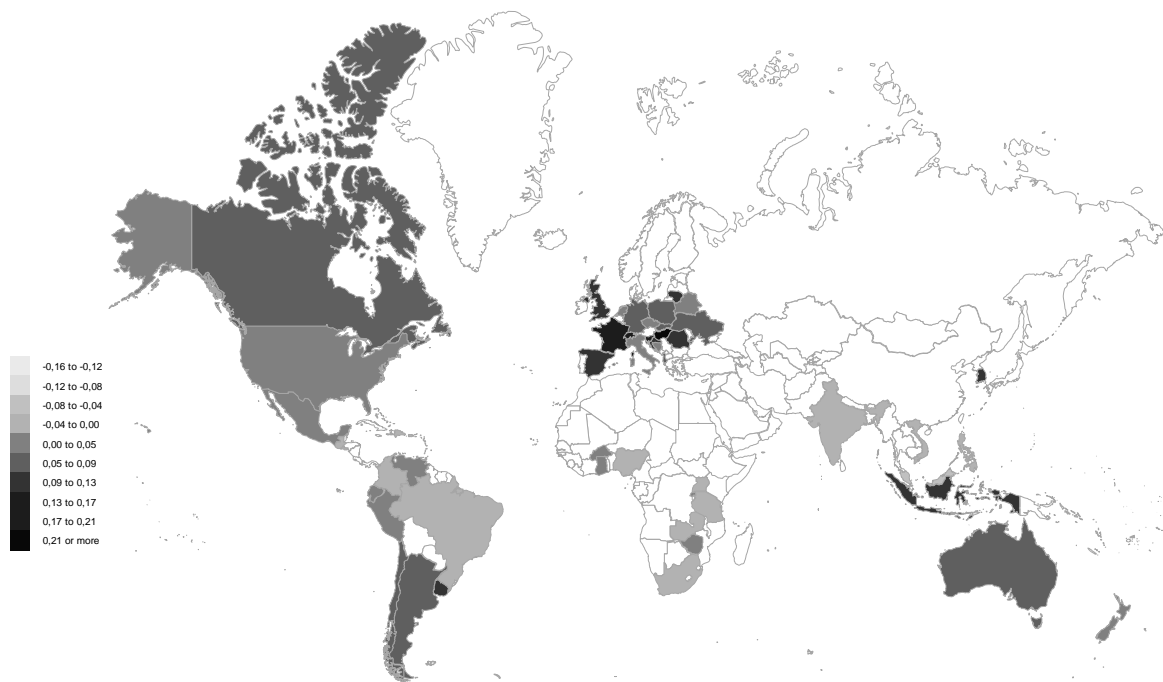 -0,16 to -0,12
-0,12 to -0,08
-0,08 to -0,04
-0,04 to 0,00
0,00 to 0,05
0,05 to 0,09
0,09 to 0,13
0,13 to 0,17
0,17 to 0,21
0,21 or more